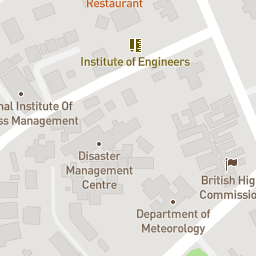 Restaurant
Institute of Engineers
nal Institute Of
ss Management
Disaster
Management
Centre
British Hig
Commissio
Department of
Meteorology